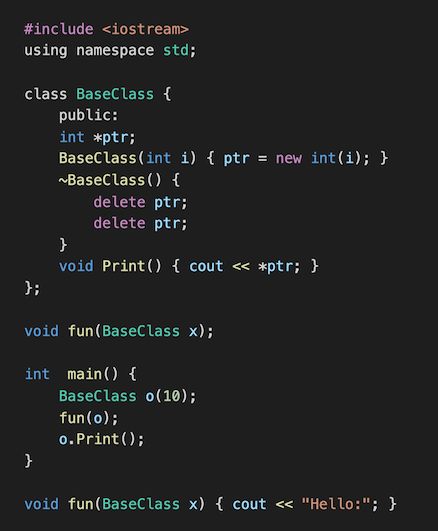 #include <iostream>
using namespace std;
class BaseClass {
public:
int *ptr;
BaseClass(int i) { ptr = new int(i); }
~BaseClass() {
delete ptr;
delete ptr;
}
void Print() { cout << *ptr; }
};
void fun(BaseClass x);
int  main() {
BaseClass o(10);
fun(o);
o.Print();
}
void fun(BaseClass x) { cout << "Hello:"; }